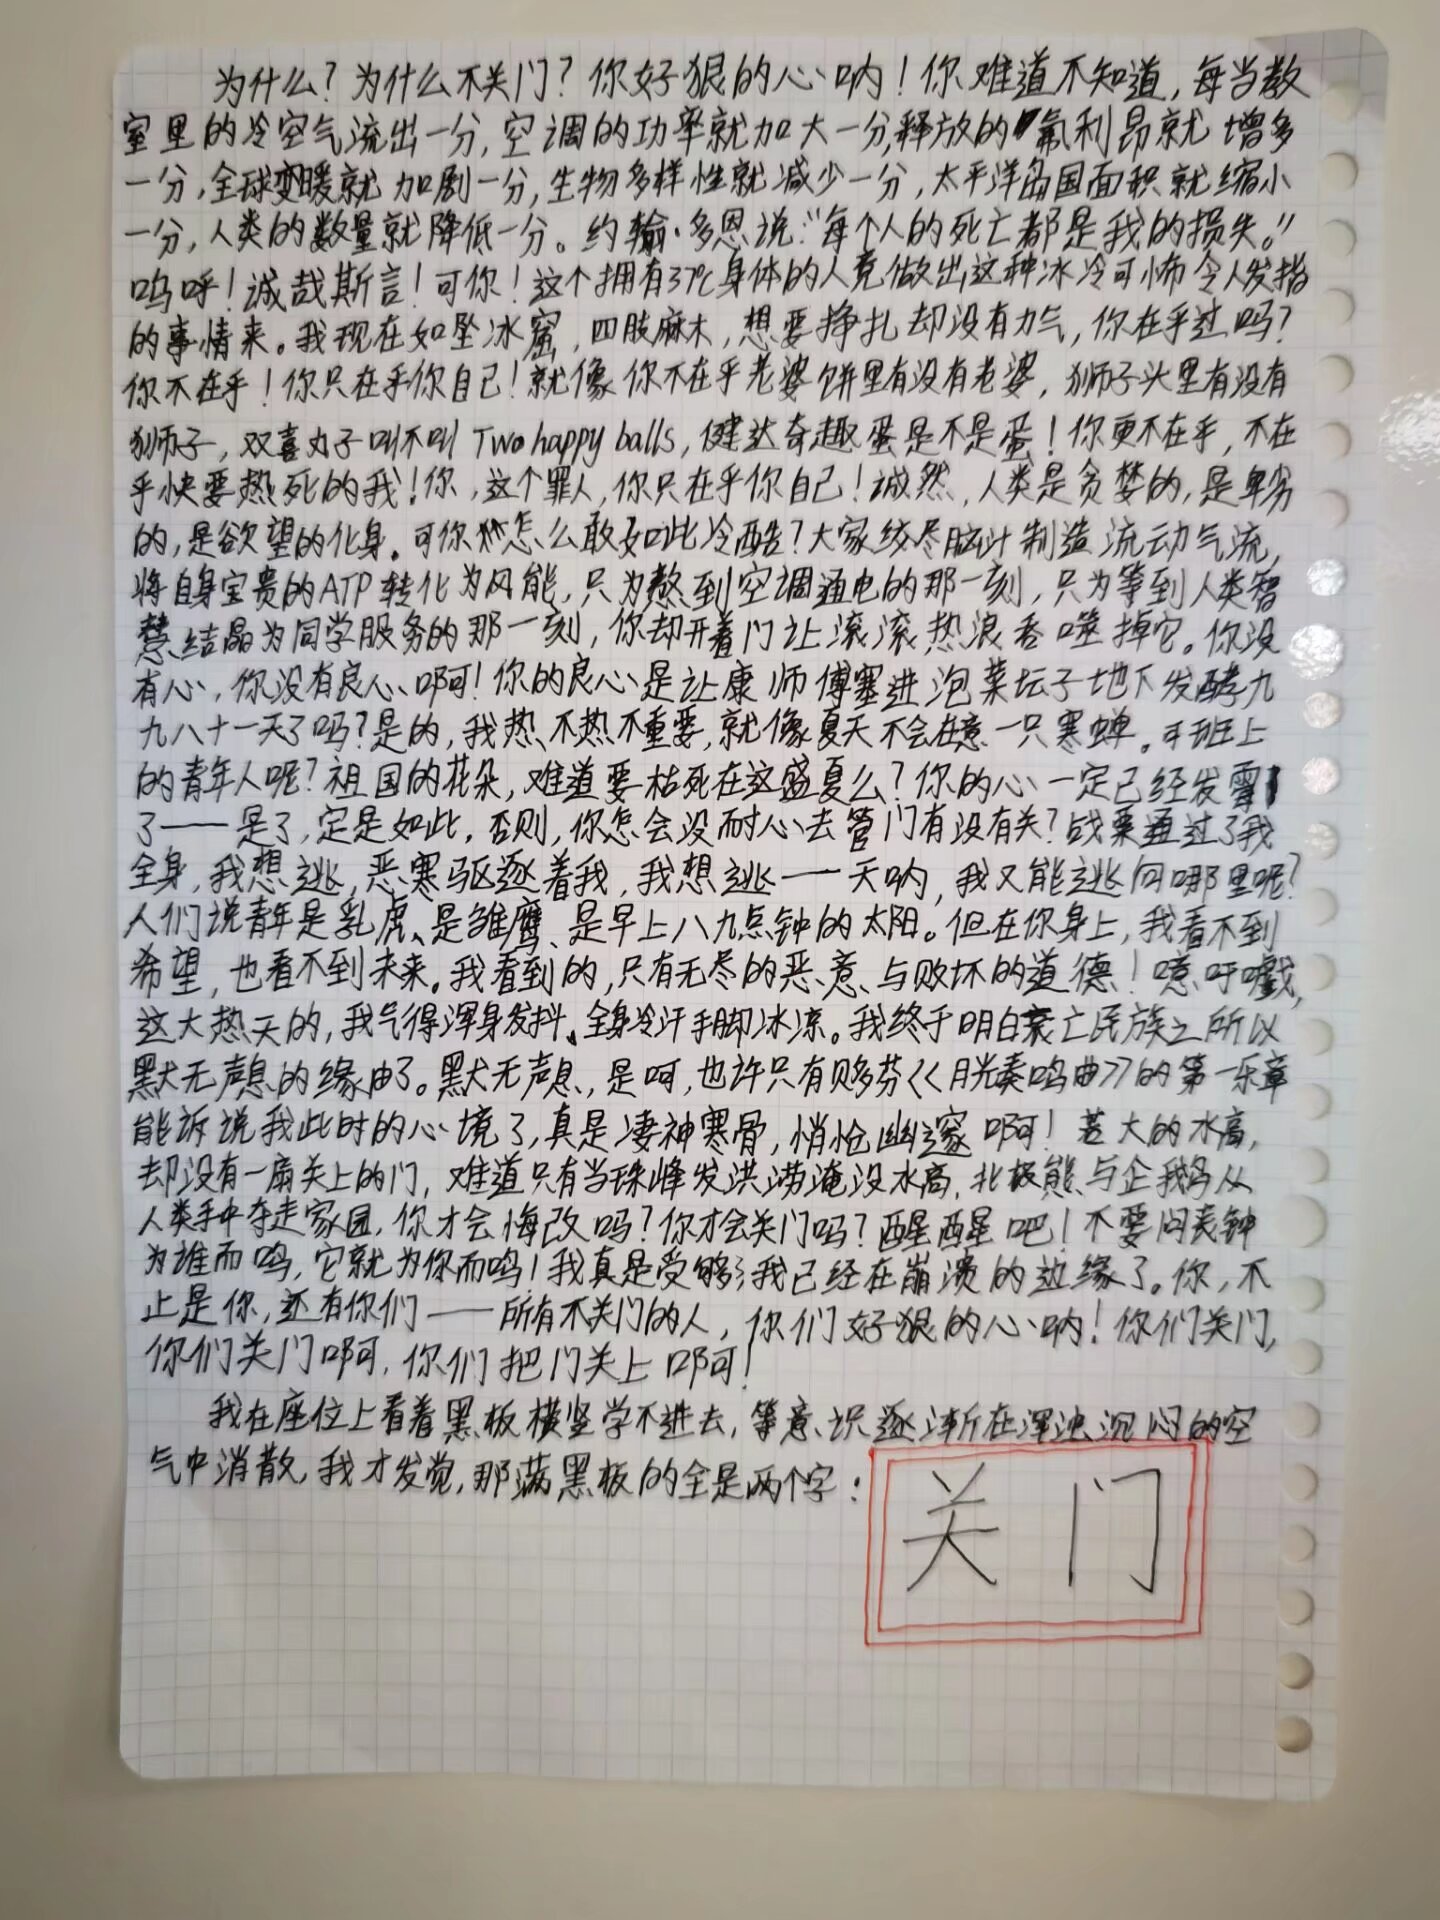 为什么？为什么不关门？你好狠的心呐！你难道不知道，每当教
室里的冷空气流出一分，空调的功率就加大一分，释放的氟利昂就增多
一分，全球变暖就加剧一分，生物多样性就减少一分，太平洋岛国面积就缩小
一分，人类的数量就降低一分。约翰·多恩说：“每个人的死亡都是我的损失。”
呜呼！诚哉斯言！可你！这个拥有37℃身体的人竟做出这种冰冷可怖令人发指
的事情来。我现在如坠冰窟，四肢麻木，想要挣扎却没有力气，你在乎过吗？
你不在乎！你只在乎你自己！就像你不在乎老婆饼里有没有老婆，狮子头里有没有
狮子，双喜丸子叫不叫Two happy balls，健达奇趣蛋是不是蛋！你更不在乎，不在
乎快要热死的我！你，这个罪人，你只在乎你自己！诚然，人类是贪婪的，是卑劣
的，是欲望的化身。可你怎么敢如此冷酷？大家绞尽脑汁制造流动气流，
将自身宝贵的ATP转化为风能，只为熬到空调通电的那一刻，只为等到人类智
慧结晶为同学服务的那一刻，你却开着门让滚滚热浪吞噬掉它。你没
有心，你没有良心啊！你的良心是让康师傅塞进泡菜坛子地下发酵九
九八十一天了吗？是的，我热不热不重要，就像夏天不会在意一只寒蝉。可班上
的青年人呢？祖国的花朵，难道要枯死在这盛夏么？你的心一定已经发霉
了——是了，定是如此，否则，你怎会没耐心去管门有没有关？战栗通过了我
全身，我想逃，恶寒驱逐着我，我想逃——天呐，我又能逃向哪里呢？
人们说青年是乳虎、是雏鹰、是早上八九点钟的太阳。但在你身上，我看不到
希望，也看不到未来。我看到的，只有无尽的恶意与败坏的道德！噫吁嚱，
这大热天的，我气得浑身发抖，全身冷汗手脚冰凉。我终于明白衰亡民族之所以
默无声息的缘由了。默无声息，是呵，也许只有贝多芬《月光奏鸣曲》的第一乐章
能诉说我此时的心境了，真是凄神寒骨，悄怆幽邃啊！若大的水高，
却没有一扇关上的门，难道只有当珠峰发洪涝淹没水高，北极熊与企鹅从
人类手中夺走家园，你才会悔改吗？你才会关门吗？醒醒吧！不要问丧钟
为谁而鸣，它就为你而鸣！我真是受够了我已经在崩溃的边缘了。你，不
止是你，还有你们——所有不关门的人，你们好狠的心呐！你们关门，
你们关门啊，你们把门关上啊！
我在座位上看着黑板横竖学不进去，等意识逐渐在浑浊沉闷的空
气中消散，我才发觉，那满黑板的全是两个字：
关门